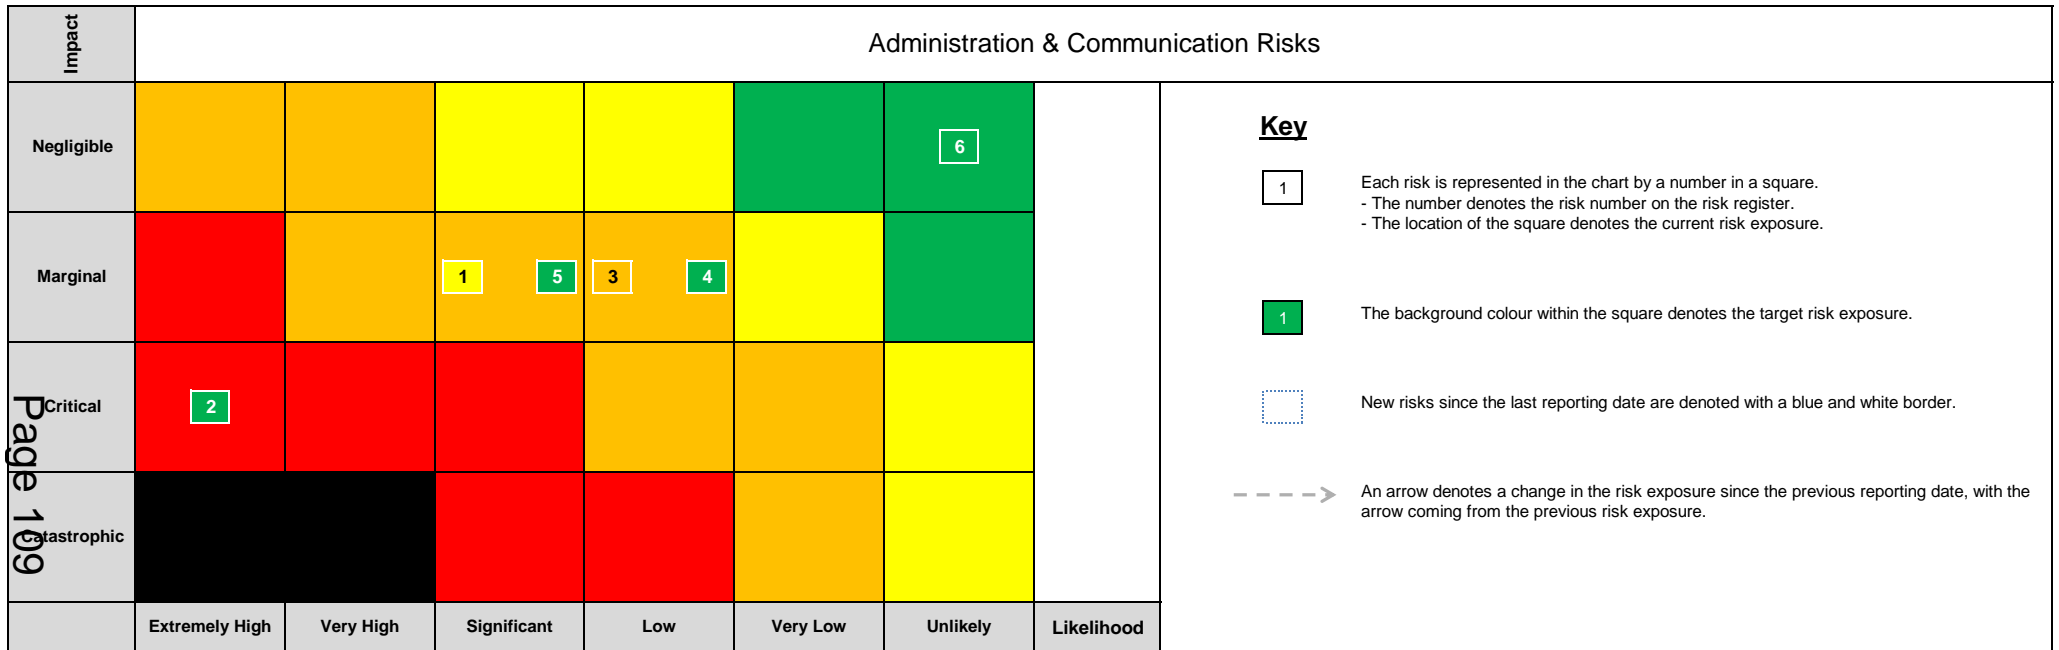 Impact
Administration & Communication Risks
Negligible
6
Marginal
1
5
3
4
Critical
2
Catastrophic
Extremely High
Very High
Significant
Low
Very Low
Unlikely
Likelihood
Key
1
Each risk is represented in the chart by a number in a square.
- The number denotes the risk number on the risk register.
- The location of the square denotes the current risk exposure.
1
The background colour within the square denotes the target risk exposure.
New risks since the last reporting date are denoted with a blue and white border.
An arrow denotes a change in the risk exposure since the previous reporting date, with the
arrow coming from the previous risk exposure.
Page 109